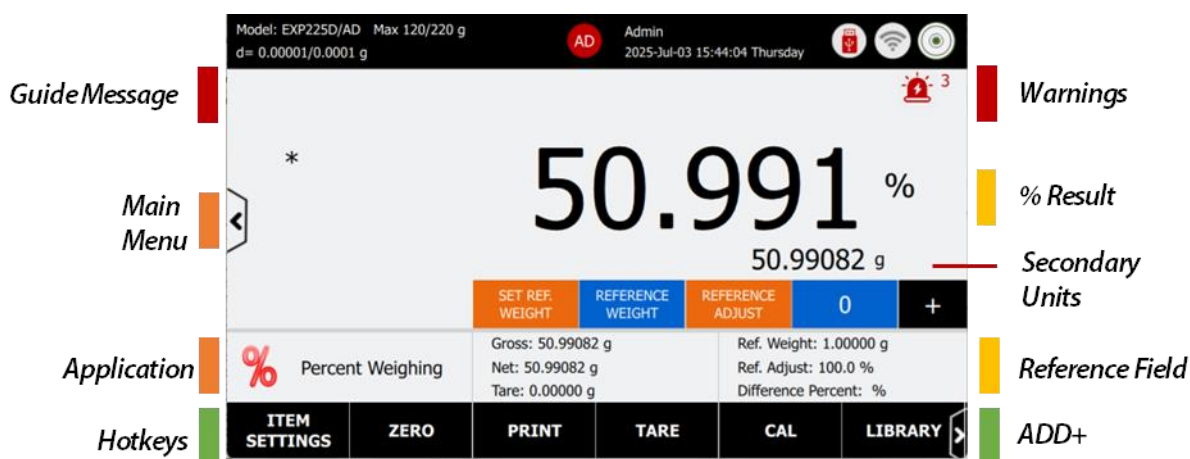 Model: EXP225D/AD Max 120/220 g
d= 0.00001/0.0001 g
AD
Admin
2025-Jul-03 15:44:04 Thursday
Guide Message
3
Warnings
*
50.991 %
Main
Menu
% Result
50.99082 g
Secondary
Units
SET REF.
WEIGHT
REFERENCE
WEIGHT
REFERENCE
ADJUST
0
+
Application
% Percent Weighing
Gross: 50.99082 g
Net: 50.99082 g
Tare: 0.00000 g
Ref. Weight: 1.00000 g
Ref. Adjust: 100.0 %
Difference Percent: %
Reference Field
Hotkeys
ITEM
SETTINGS
ZERO
PRINT
TARE
CAL
LIBRARY
ADD+